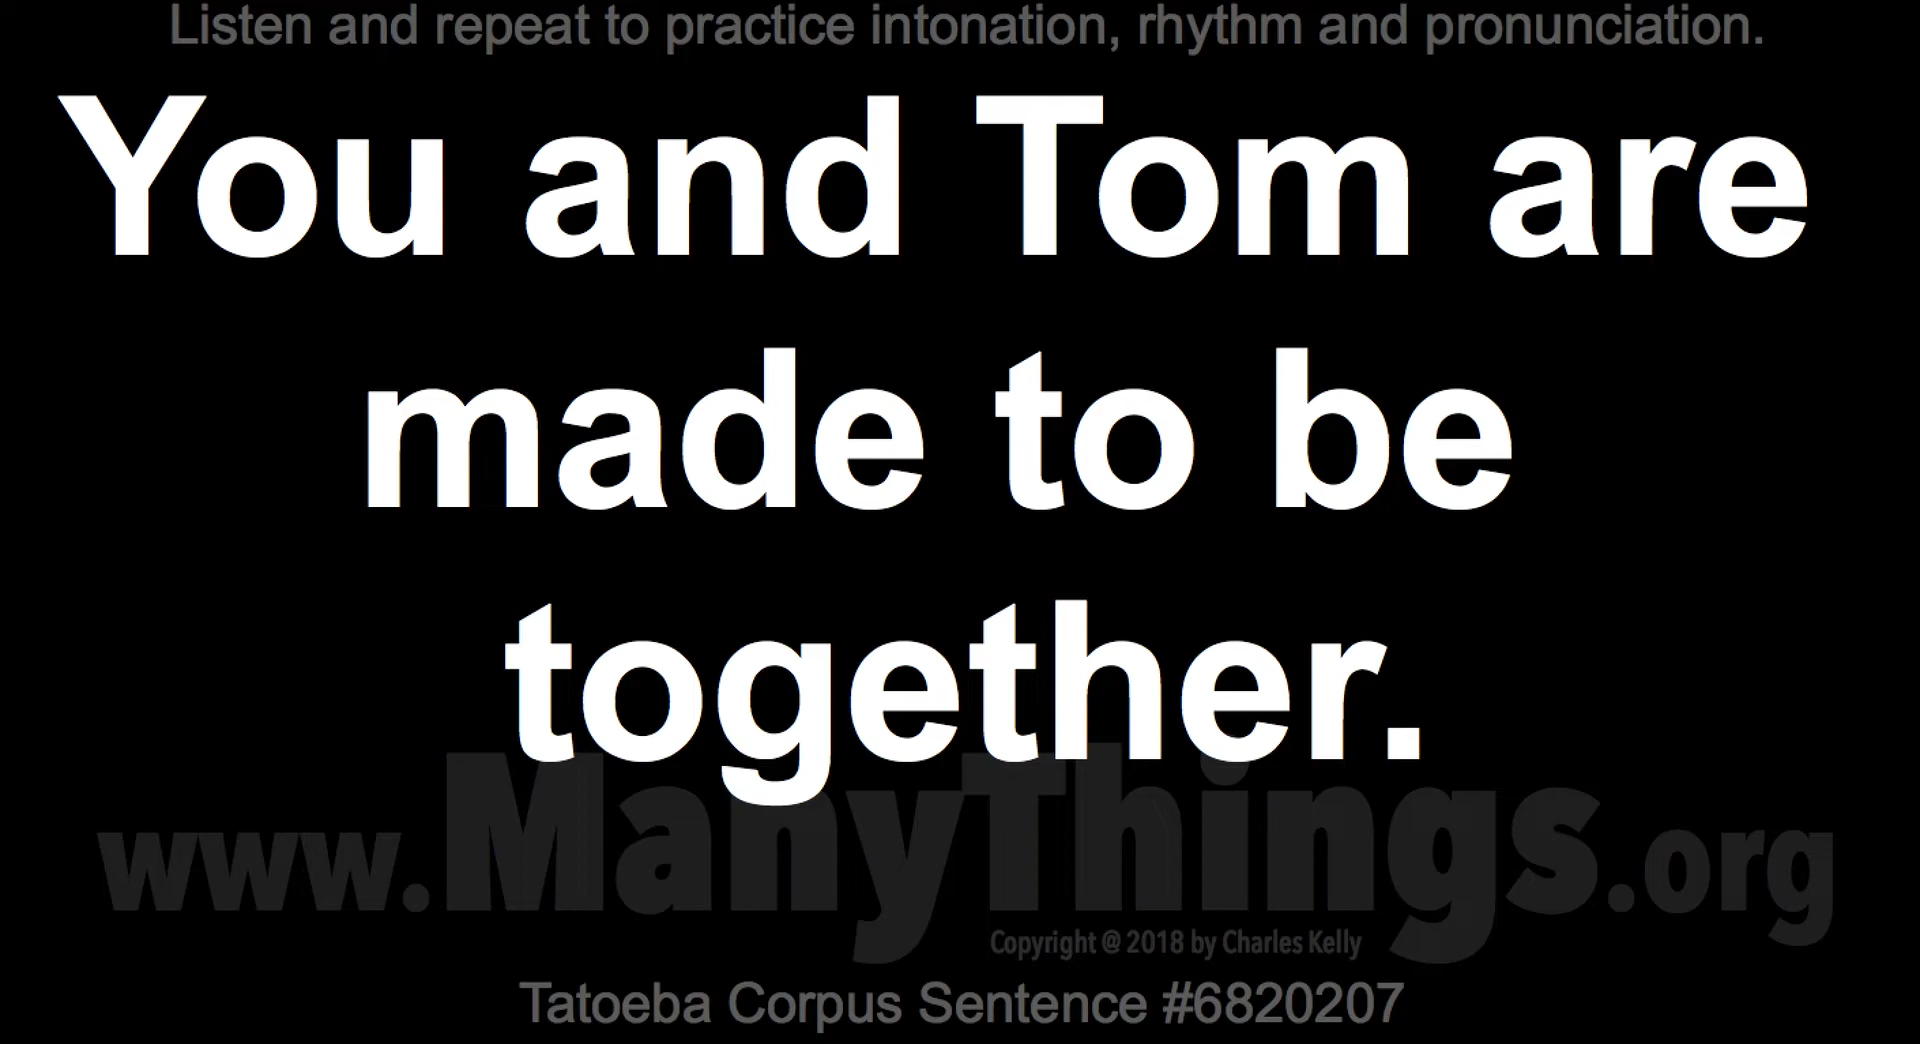 Listen and repeat to practice intonation, rhythm and pronunciation.
You and Tom are
made to be
together.
www.ManyThings.org
Copyright @ 2018 by Charles Kelly
Tatoeba Corpus Sentence #6820207